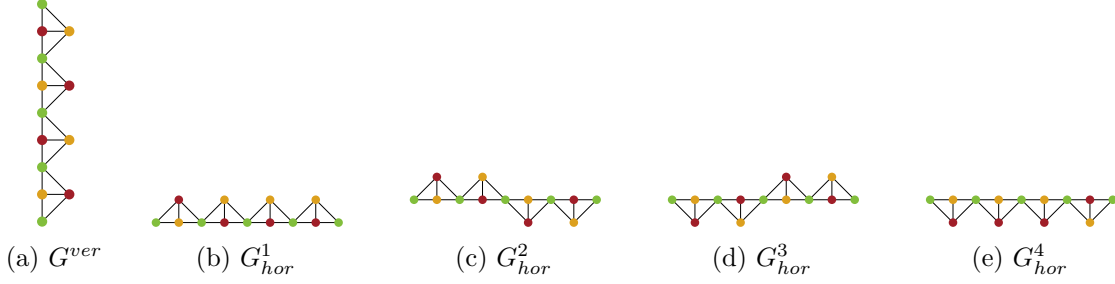 (a) G^{ver}
(b) G^1_{hor}
(c) G^2_{hor}
(d) G^3_{hor}
(e) G^4_{hor}